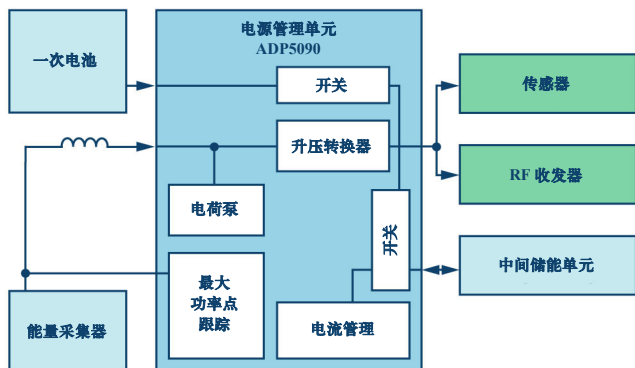 电源管理单元
ADP5090
一次电池
开关
传感器
升压转换器
RF 收发器
电荷泵
开关
中间储能单元
最大
功率点
跟踪
能量采集器
电流管理